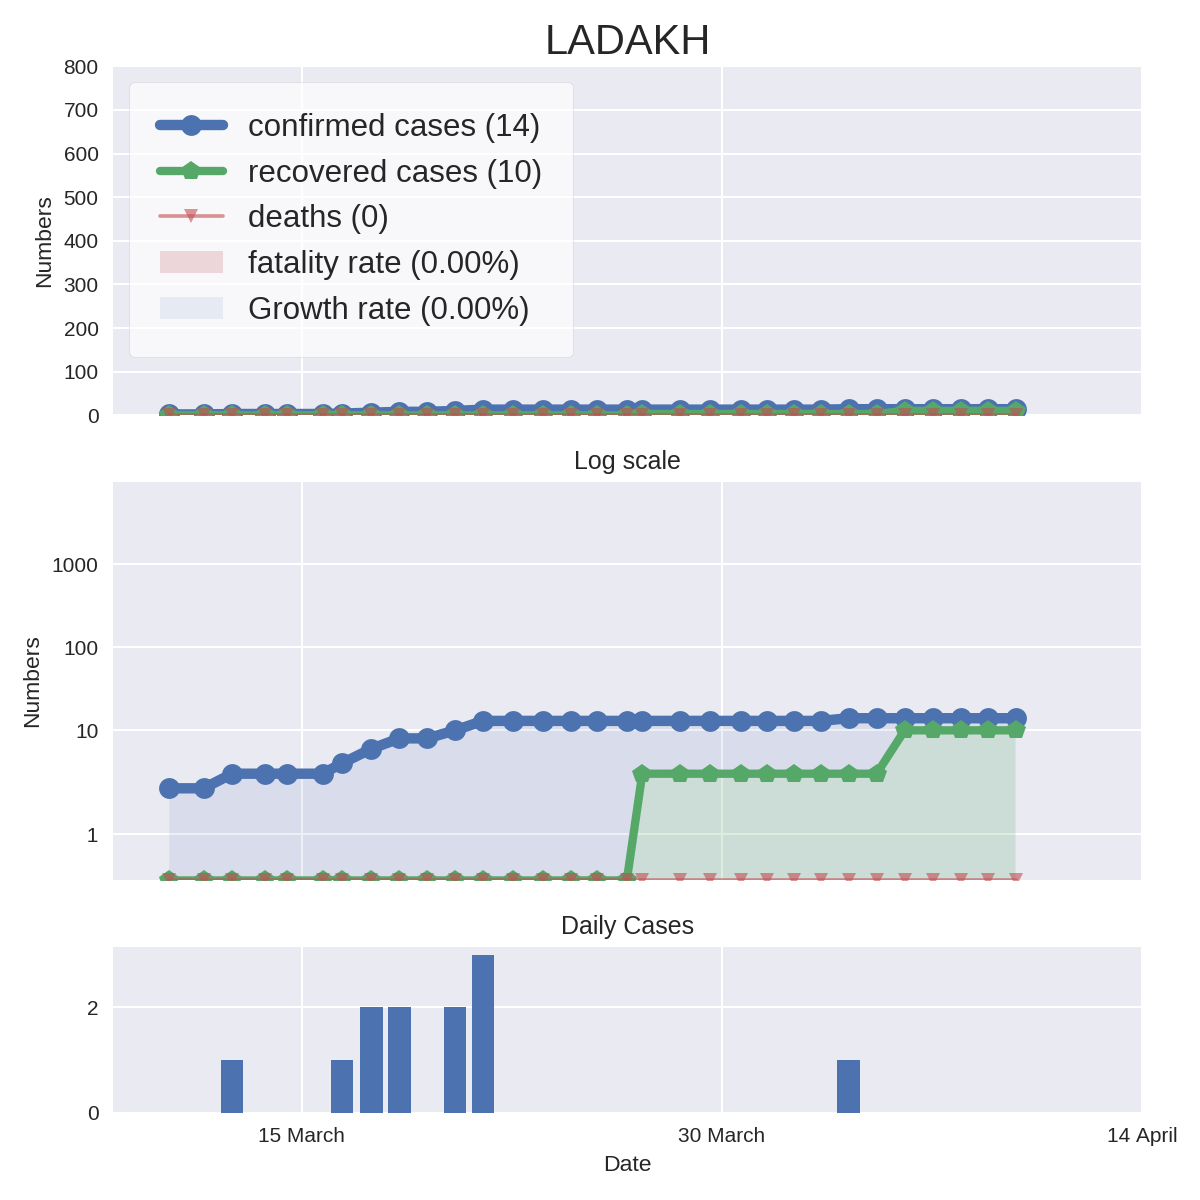 LADAKH
800
700
600
500
400
300
200
100
0
Numbers
confirmed cases (14)
recovered cases (10)
deaths (0)
fatality rate (0.00%)
Growth rate (0.00%)
Log scale
1000
100
10
1
Numbers
Daily Cases
2
0
15 March
30 March
14 April
Date